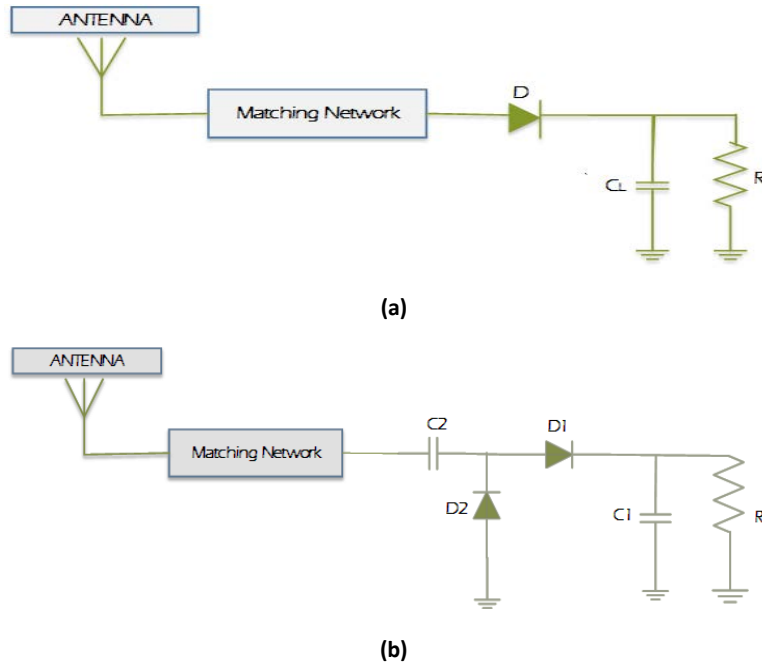 ANTENNA
D
Matching Network
CL
R
(a)
ANTENNA
C2
D1
Matching Network
D2
C1
R
(b)